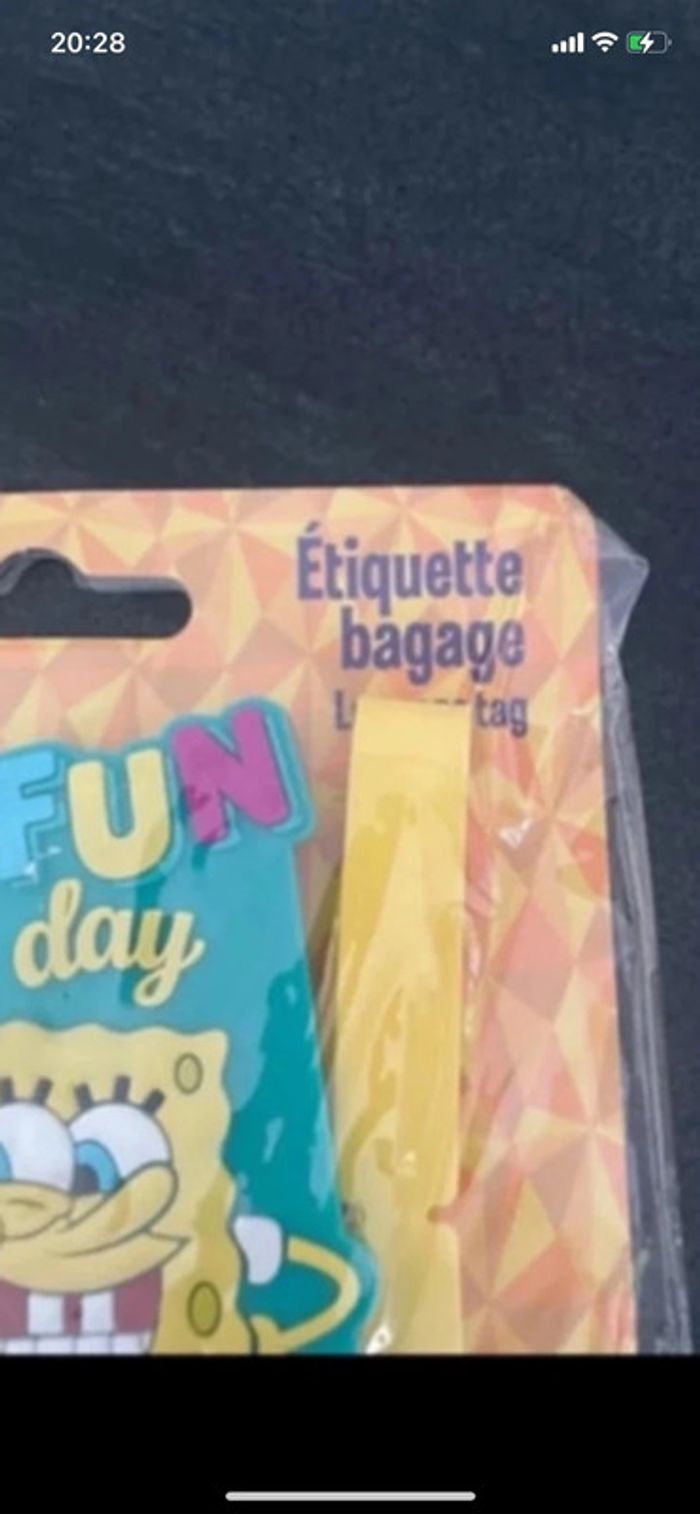 20:28
Étiquette
bagage
tag
FUN
day